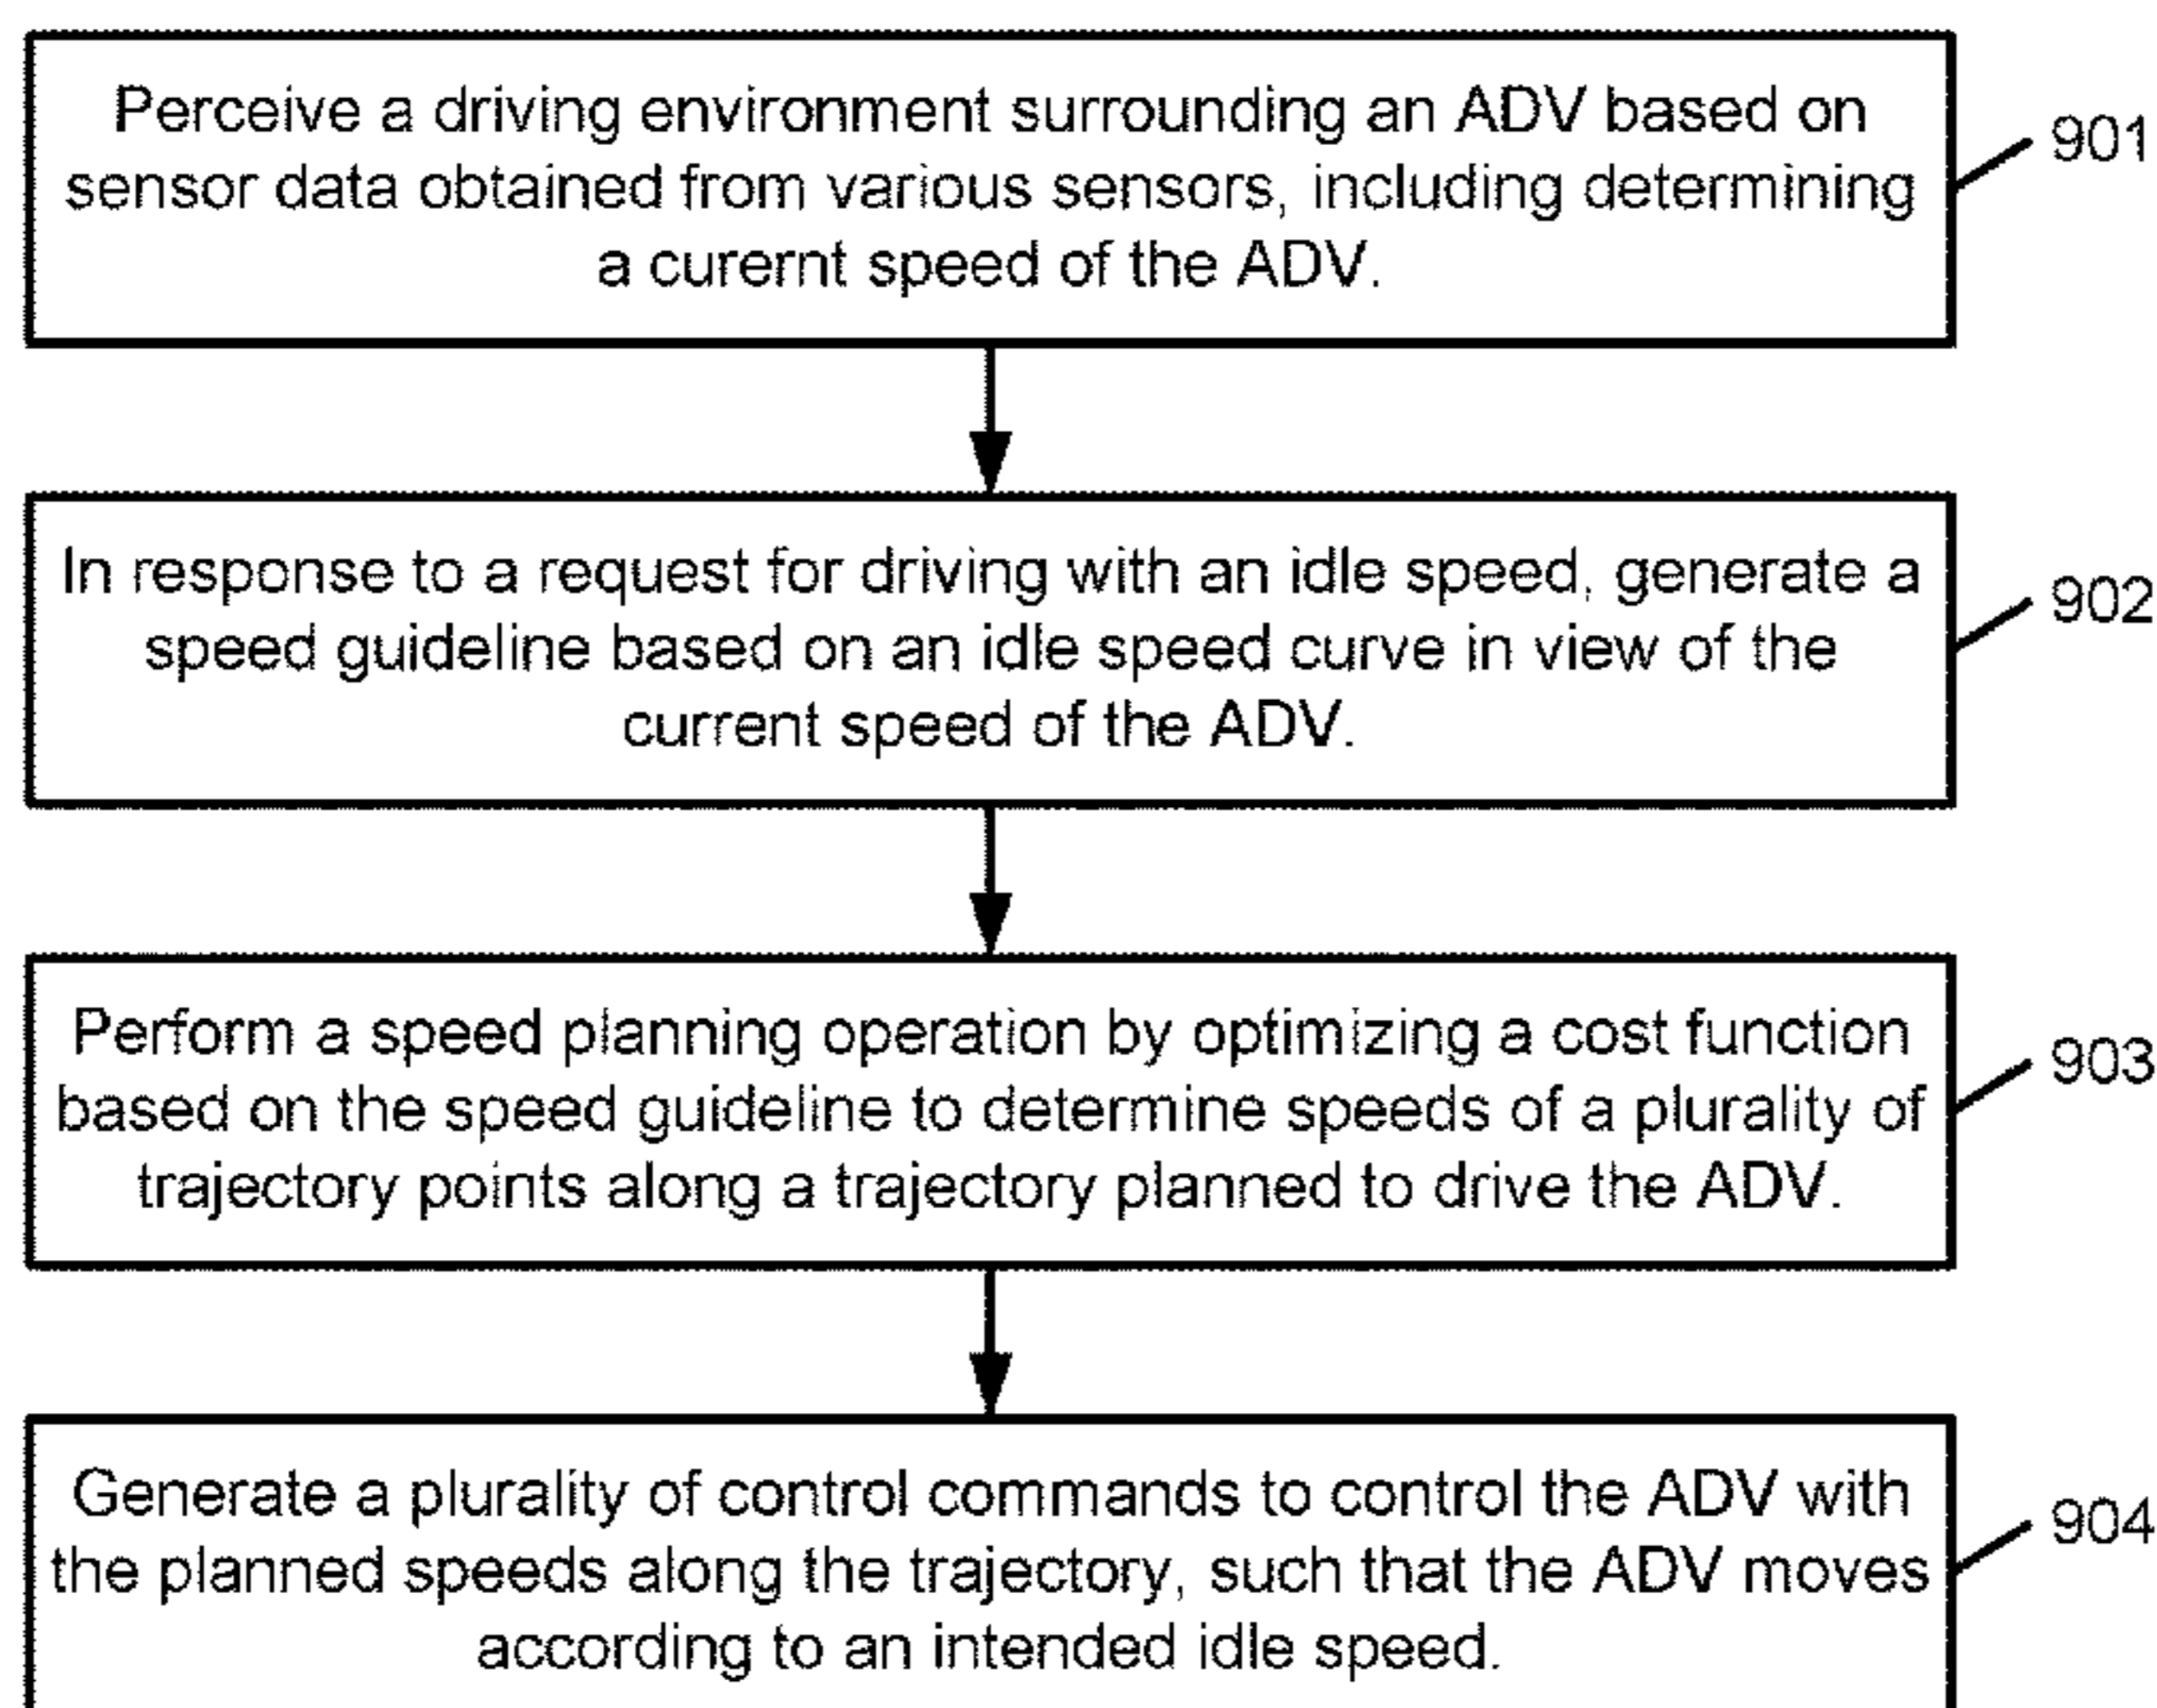 Perceive a driving environment surrounding an ADV based on
sensor data obtained from various sensors, including determining
a curernt speed of the ADV.
901
In response to a request for driving with an idle speed, generate a
speed guideline based on an idle speed curve in view of the
current speed of the ADV.
902
Perform a speed planning operation by optimizing a cost function
based on the speed guideline to determine speeds of a plurality of
trajectory points along a trajectory planned to drive the ADV.
903
Generate a plurality of control commands to control the ADV with
the planned speeds along the trajectory, such that the ADV moves
according to an intended idle speed.
904